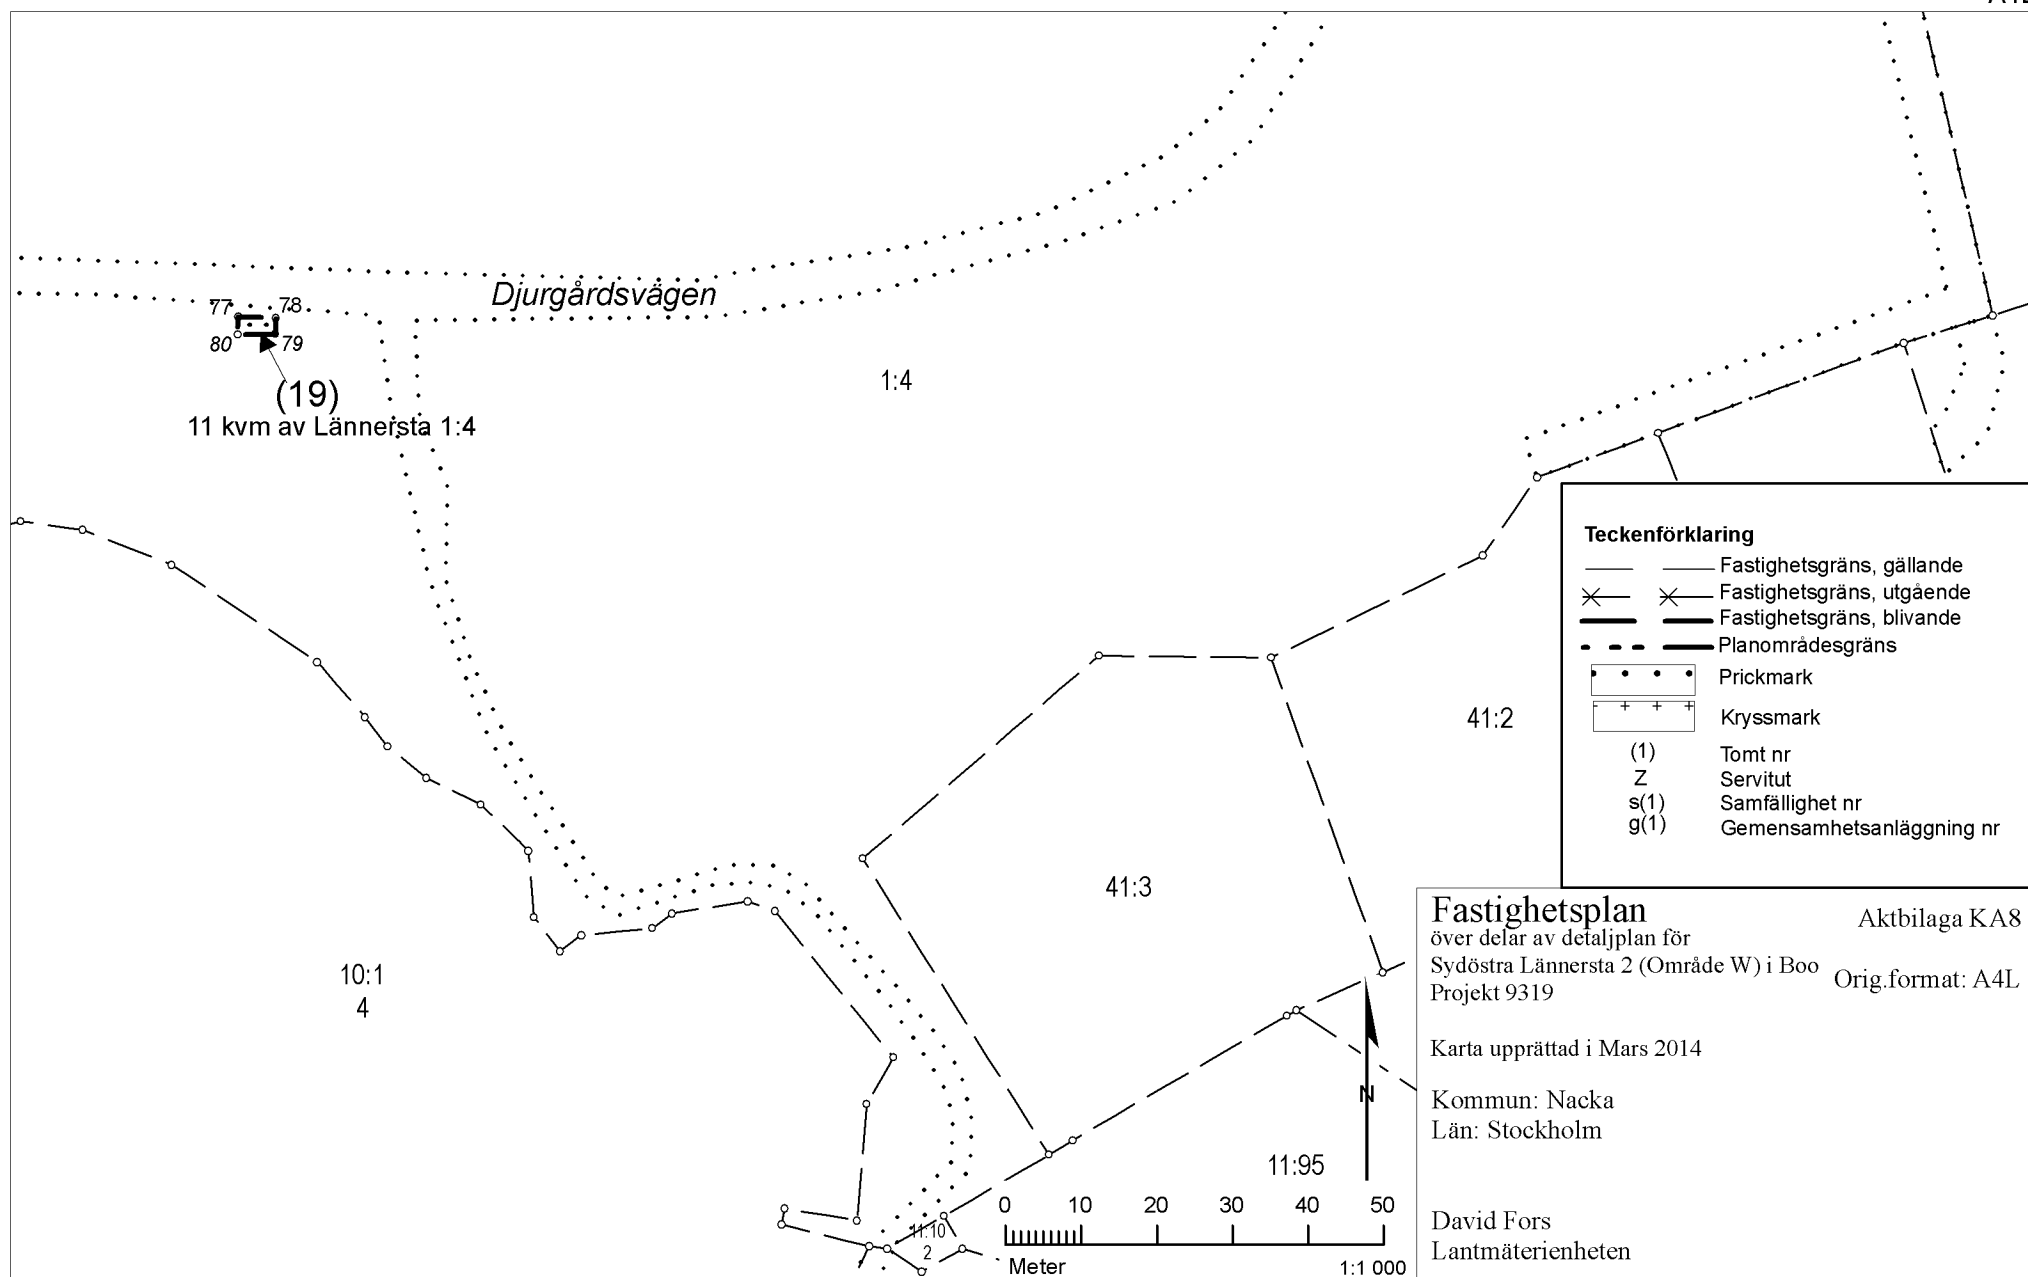 Djurgårdsvägen
77
78
80
79
(19)
11 kvm av Lännersta 1:4
1:4
Teckenförklaring
Fastighetsgräns, gällande
Fastighetsgräns, utgående
Fastighetsgräns, blivande
Planområdesgräns
Prickmark
Kryssmark
(1) Tomt nr
Z Servitut
s(1) Samfällighet nr
g(1) Gemensamhetsanläggning nr
41:2
41:3
10:1
4
Fastighetsplan
Aktbilaga KA8
över delar av detaljplan för
Sydöstra Lännersta 2 (Område W) i Boo
Orig.format: A4L
Projekt 9319
Karta upprättad i Mars 2014
N
Kommun: Nacka
Län: Stockholm
11:95
0 10 20 30 40 50
11:10
2
Meter
1:1 000
David Fors
Lantmäterienheten